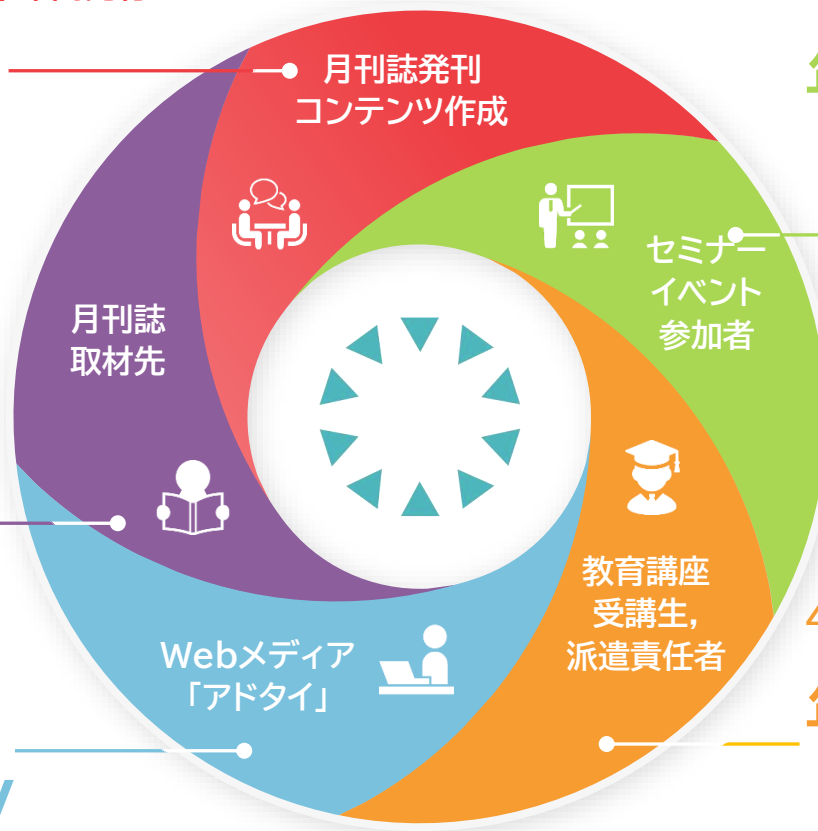 月刊誌発刊
コンテンツ作成
セミナー
イベント
参加者
月刊誌
取材先
教育講座
受講生,
派遣責任者
Webメディア
「アドタイ」